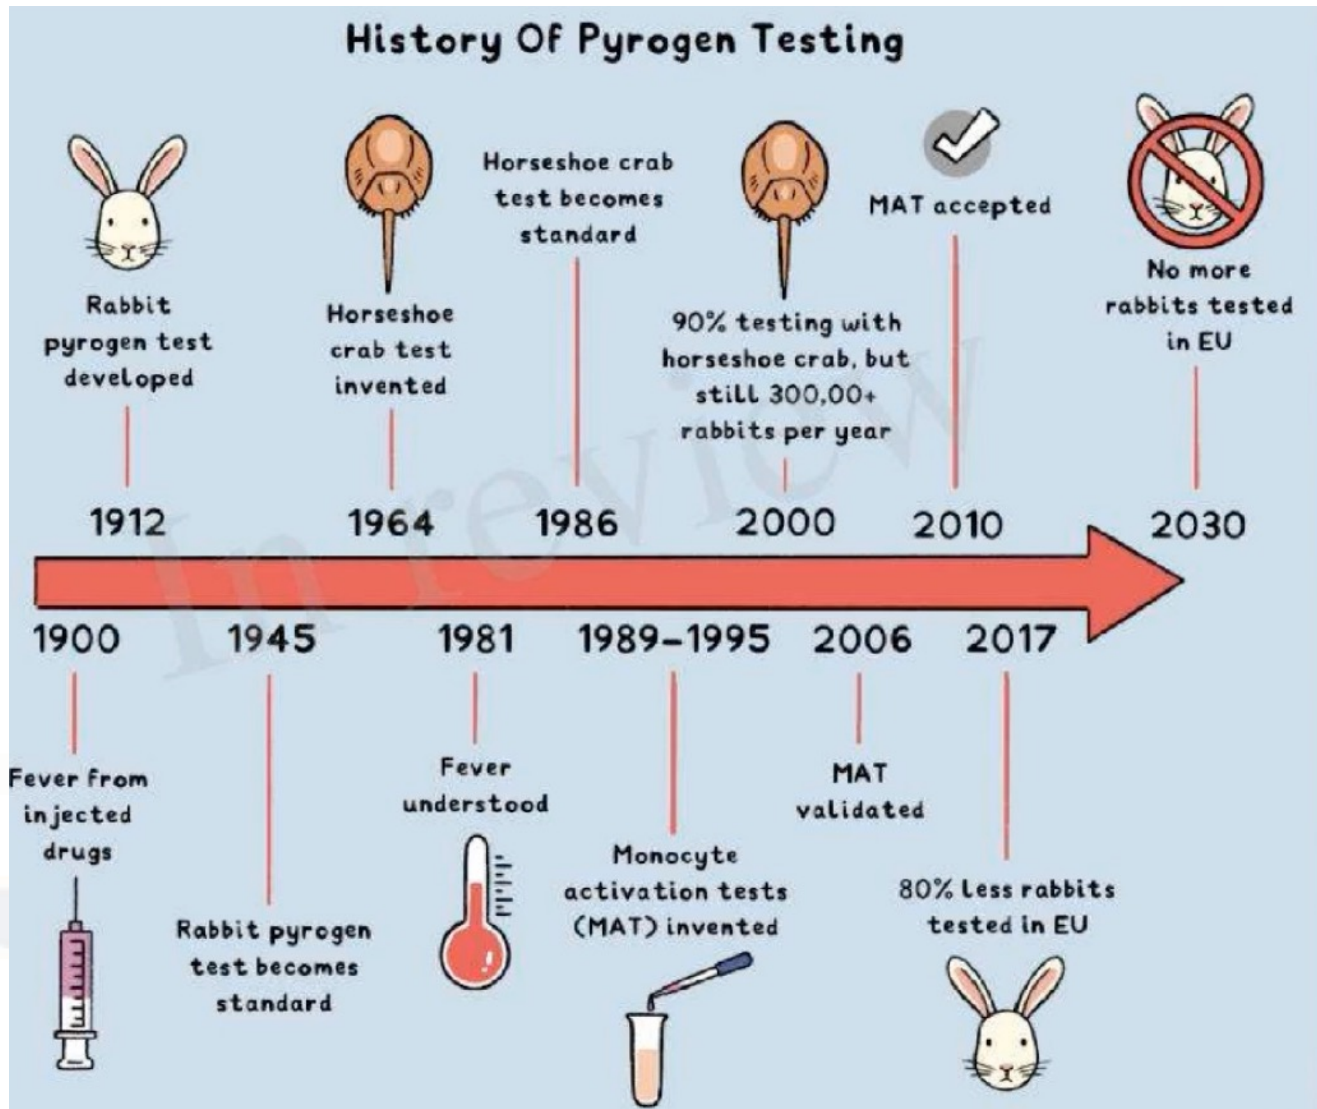 History Of Pyrogen Testing
Rabbit
pyrogen test
developed
Horseshoe
crab test
invented
Horseshoe crab
test becomes
standard
90% testing with
horseshoe crab, but
still 300,00+
rabbits per year
MAT accepted
No more
rabbits tested
in EU
1912
1964
1986
2000
2010
2030
In review
1900
1945
1981
1989-1995
2006
2017
Fever from
injected
drugs
Rabbit pyrogen
test becomes
standard
Fever
understood
Monocyte
activation tests
(MAT) invented
MAT
validated
80% less rabbits
tested in EU